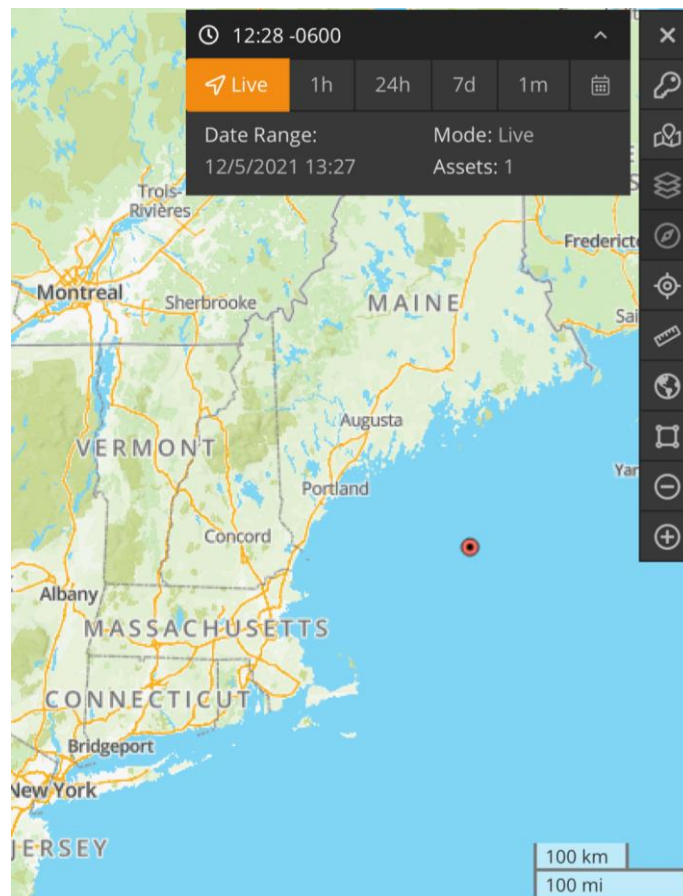 12:28 -0600
Live 1h 24h 7d 1m
Date Range: Mode: Live
12/5/2021 13:27 Assets: 1
Trois-
Rivières
Montreal
Sherbrooke
MAINE
Augusta
VERMONT
Portland
Concord
Albany
MASSACHUSETTS
CONNECTICUT
Bridgeport
New York
JERSEY
100 km
100 mi